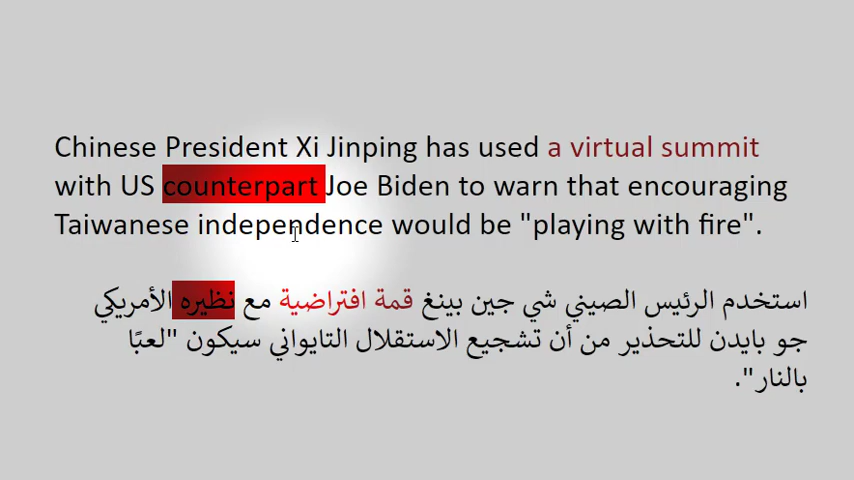 Chinese President Xi Jinping has used a virtual summit
with US counterpart Joe Biden to warn that encouraging
Taiwanese independence would be "playing with fire".
استخدم الرئيس الصيني شي جين بينغ قمة افتراضية مع نظيره الأمريكي
جو بايدن للتحذير من أن تشجيع الاستقلال التايواني سيكون "لعبًا
بالنار".